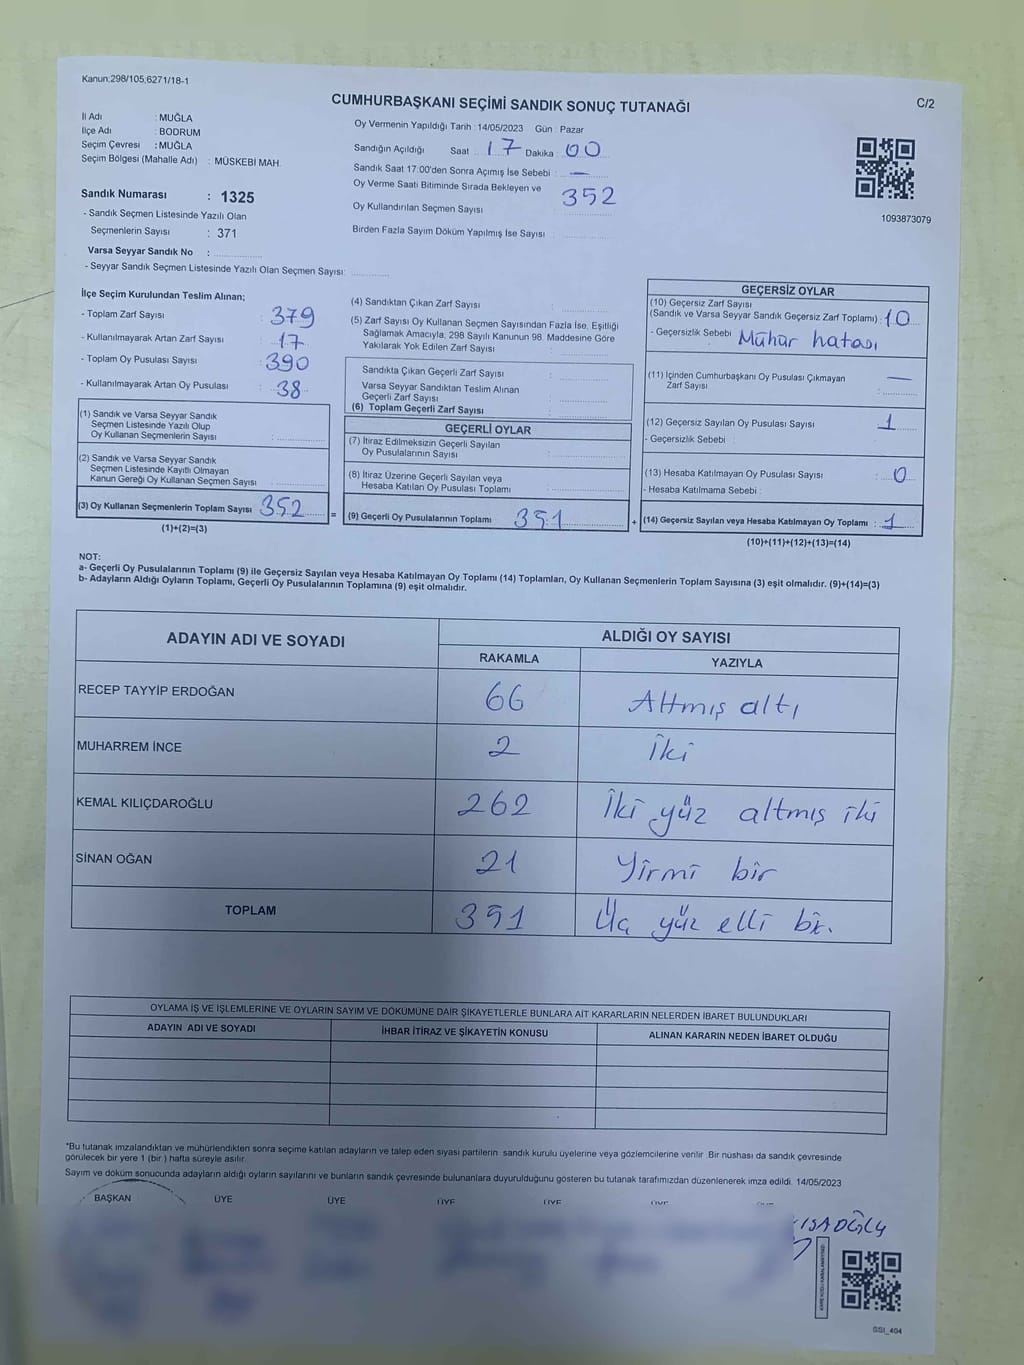 Kanun:298/105,6271/18-1
C/2
CUMHURBAŞKANI SEÇİMİ SANDIK SONUÇ TUTANAĞI
İl Adı : MUĞLA
İlçe Adı : BODRUM
Seçim Çevresi : MUĞLA
Seçim Bölgesi (Mahalle Adı) : MÜSKEBİ MAH.
Sandık Numarası : 1325
- Sandık Seçmen Listesinde Yazılı Olan
Seçmenlerin Sayısı : 371
Varsa Seyyar Sandık No :
- Seyyar Sandık Seçmen Listesinde Yazılı Olan Seçmen Sayısı:
Oy Vermenin Yapıldığı Tarih : 14/05/2023 Gün : Pazar
Sandığın Açıldığı Saat : 17 Dakika : 00
Sandık Saat 17:00'den Sonra Açımış İse Sebebi : —
Oy Verme Saati Bitiminde Sırada Bekleyen ve
Oy Kullandırılan Seçmen Sayısı 352
Birden Fazla Sayım Döküm Yapılmış İse Sayısı :
1093873079
İlçe Seçim Kurulundan Teslim Alınan;
- Toplam Zarf Sayısı : 379
- Kullanılmayarak Artan Zarf Sayısı : 17
- Toplam Oy Pusulası Sayısı : 390
- Kullanılmayarak Artan Oy Pusulası : 38
(1) Sandık ve Varsa Seyyar Sandık
Seçmen Listesinde Yazılı Olup
Oy Kullanan Seçmenlerin Sayısı :
(2) Sandık ve Varsa Seyyar Sandık
Seçmen Listesinde Kayıtlı Olmayan
Kanun Gereği Oy Kullanan Seçmen Sayısı :
(3) Oy Kullanan Seçmenlerin Toplam Sayısı 352
(1)+(2)=(3)
=
(4) Sandıktan Çıkan Zarf Sayısı :
(5) Zarf Sayısı Oy Kullanan Seçmen Sayısından Fazla İse, Eşitliği
Sağlamak Amacıyla, 298 Sayılı Kanunun 98. Maddesine Göre
Yakılarak Yok Edilen Zarf Sayısı :
Sandıkta Çıkan Geçerli Zarf Sayısı :
Varsa Seyyar Sandıktan Teslim Alınan
Geçerli Zarf Sayısı :
(6) Toplam Geçerli Zarf Sayısı :
GEÇERLİ OYLAR
(7) İtiraz Edilmeksizin Geçerli Sayılan
Oy Pusulalarının Sayısı :
(8) İtiraz Üzerine Geçerli Sayılan veya
Hesaba Katılan Oy Pusulası Toplamı :
(9) Geçerli Oy Pusulalarının Toplamı 351
+
GEÇERSİZ OYLAR
(10) Geçersiz Zarf Sayısı
(Sandık ve Varsa Seyyar Sandık Geçersiz Zarf Toplamı) : 10
- Geçersizlik Sebebi : Mühür hatası
(11) İçinden Cumhurbaşkanı Oy Pusulası Çıkmayan
Zarf Sayısı : —
(12) Geçersiz Sayılan Oy Pusulası Sayısı : 1
- Geçersizlik Sebebi :
(13) Hesaba Katılmayan Oy Pusulası Sayısı : 0
- Hesaba Katılmama Sebebi :
(14) Geçersiz Sayılan veya Hesaba Katılmayan Oy Toplamı : 1
(10)+(11)+(12)+(13)=(14)
NOT:
a- Geçerli Oy Pusulalarının Toplamı (9) ile Geçersiz Sayılan veya Hesaba Katılmayan Oy Toplamı (14) Toplamları, Oy Kullanan Seçmenlerin Toplam Sayısına (3) eşit olmalıdır. (9)+(14)=(3)
b- Adayların Aldığı Oyların Toplamı, Geçerli Oy Pusulalarının Toplamına (9) eşit olmalıdır.
ADAYIN ADI VE SOYADI ALDIĞI OY SAYISI
RAKAMLA YAZIYLA
RECEP TAYYİP ERDOĞAN 66 Altmış altı
MUHARREM İNCE 2 İki
KEMAL KILIÇDAROĞLU 262 İki yüz altmış iki
SİNAN OĞAN 21 Yirmi bir
TOPLAM 351 Üç yüz elli bir.
OYLAMA İŞ VE İŞLEMLERİNE VE OYLARIN SAYIM VE DÖKÜMÜNE DAİR ŞİKAYETLERLE BUNLARA AİT KARARLARIN NELERDEN İBARET BULUNDUKLARI
ADAYIN ADI VE SOYADI İHBAR İTİRAZ VE ŞİKAYETİN KONUSU ALINAN KARARIN NEDEN İBARET OLDUĞU
*Bu tutanak imzalandıktan ve mühürlendikten sonra seçime katılan adayların ve talep eden siyasi partilerin sandık kurulu üyelerine veya gözlemcilerine verilir. Bir nüshası da sandık çevresinde
görülecek bir yere 1 (bir) hafta süreyle asılır.
Sayım ve döküm sonucunda adayların aldığı oyların sayılarını ve bunların sandık çevresinde bulunanlara duyurulduğunu gösteren bu tutanak tarafımızdan düzenlenerek imza edildi. 14/05/2023
BAŞKAN ÜYE ÜYE ÜYE ÜYE
SSI_404